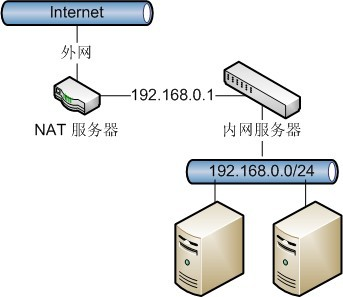 Internet
外网
192.168.0.1
NAT 服务器
内网服务器
192.168.0.0/24